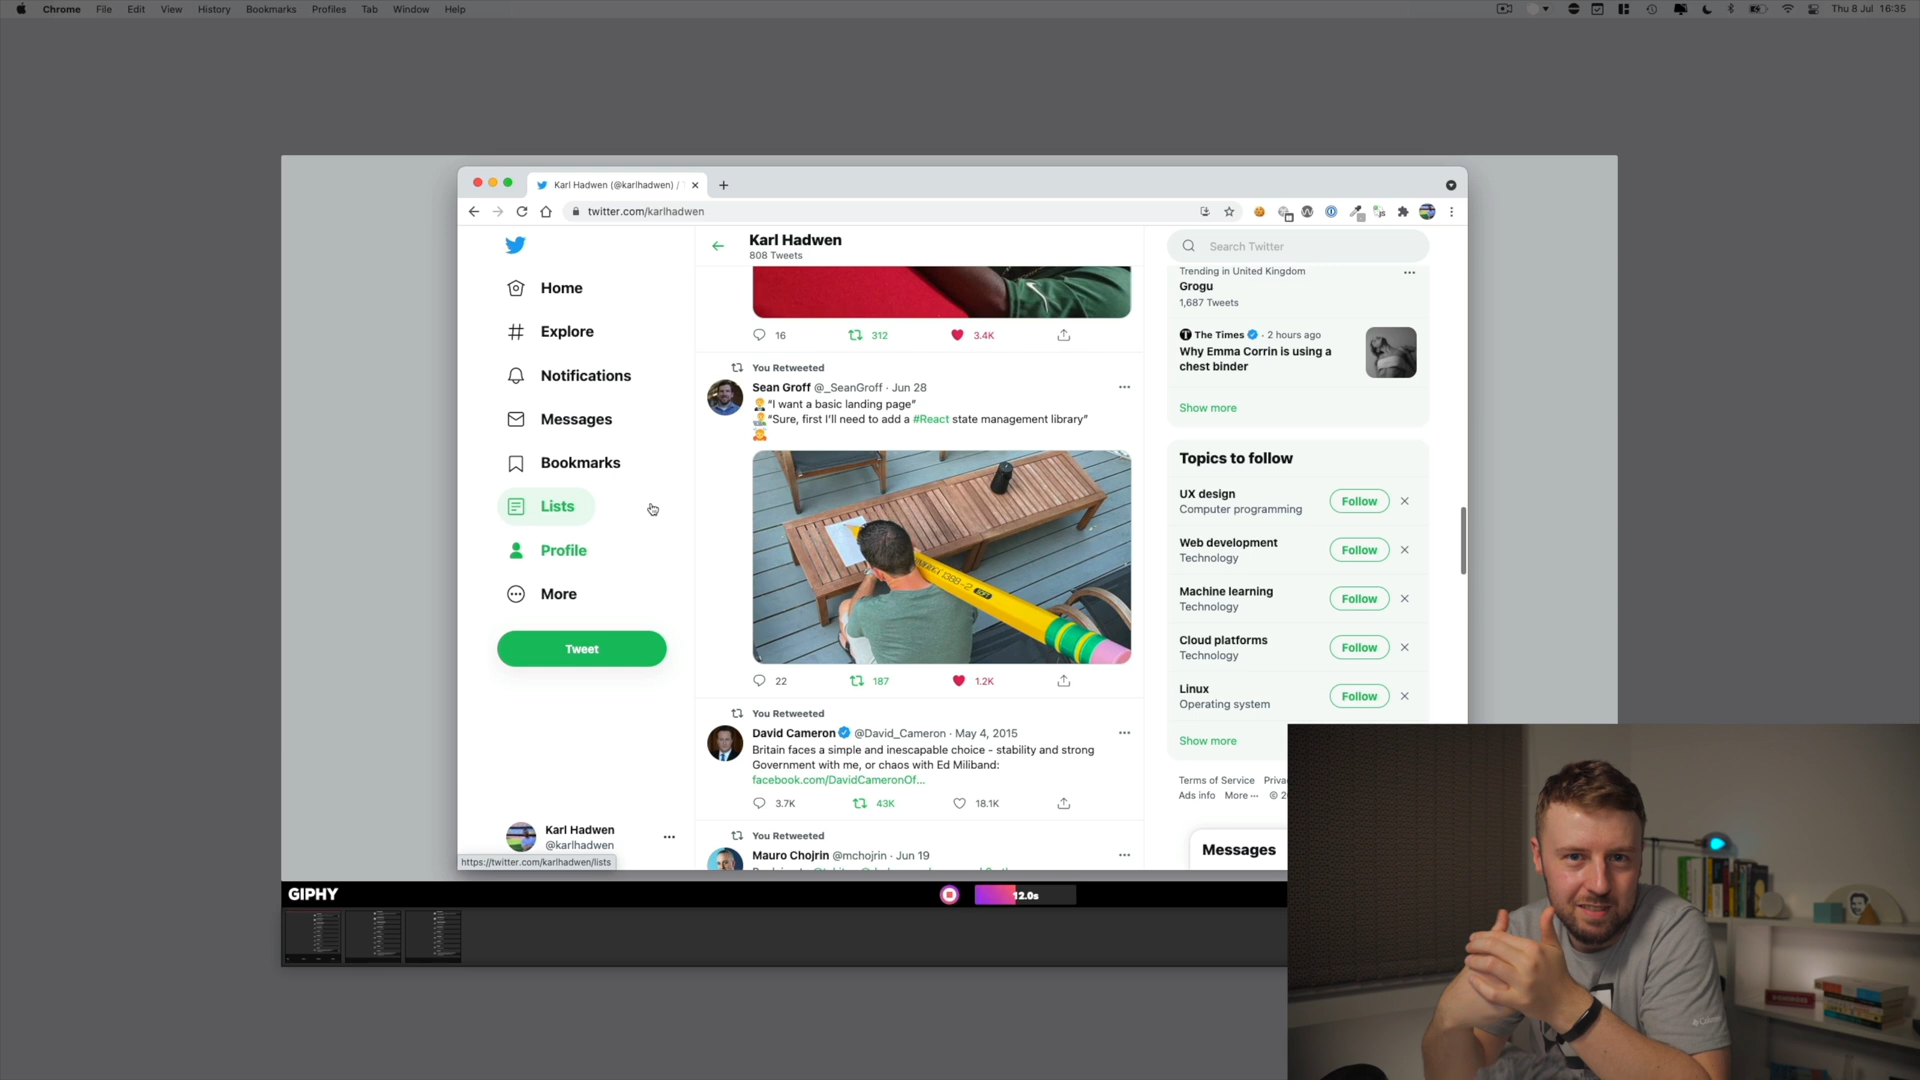 Chrome File Edit View History Bookmarks Profiles Tab Window Help
Thu 8 Jul 16:35
Karl Hadwen (@karlhadwen) /
twitter.com/karlhadwen
Home
Explore
Notifications
Messages
Bookmarks
Lists
Profile
More
Tweet
Karl Hadwen
@karlhadwen
https://twitter.com/karlhadwen/lists
Karl Hadwen
808 Tweets
16 312 3.4K
You Retweeted
Sean Groff @_SeanGroff · Jun 28
"I want a basic landing page"
"Sure, first I'll need to add a #React state management library"
22 187 1.2K
You Retweeted
David Cameron @David_Cameron · May 4, 2015
Britain faces a simple and inescapable choice - stability and strong
Government with me, or chaos with Ed Miliband:
facebook.com/DavidCameronOf...
3.7K 43K 18.1K
You Retweeted
Mauro Chojrin @mchojrin · Jun 19
Search Twitter
Trending in United Kingdom
Grogu
1,687 Tweets
The Times · 2 hours ago
Why Emma Corrin is using a
chest binder
Show more
Topics to follow
UX design
Computer programming
Follow
Web development
Technology
Follow
Machine learning
Technology
Follow
Cloud platforms
Technology
Follow
Linux
Operating system
Follow
Show more
Terms of Service
Ads info More ··· ©
Messages
GIPHY
12.0s